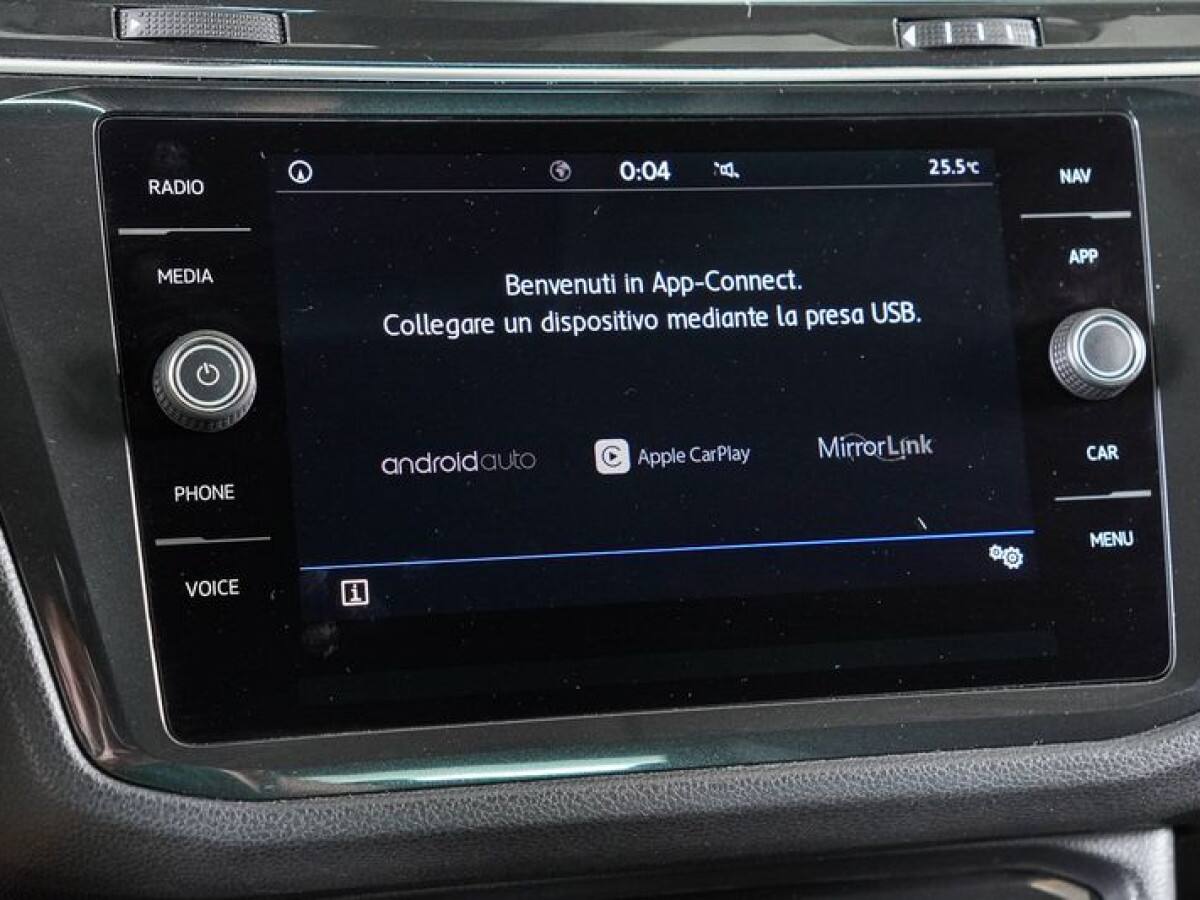 RADIO
MEDIA
PHONE
VOICE
0:04
25.5°C
Benvenuti in App-Connect.
Collegare un dispositivo mediante la presa USB.
androidauto
Apple CarPlay
MirrorLink
i
NAV
APP
CAR
MENU